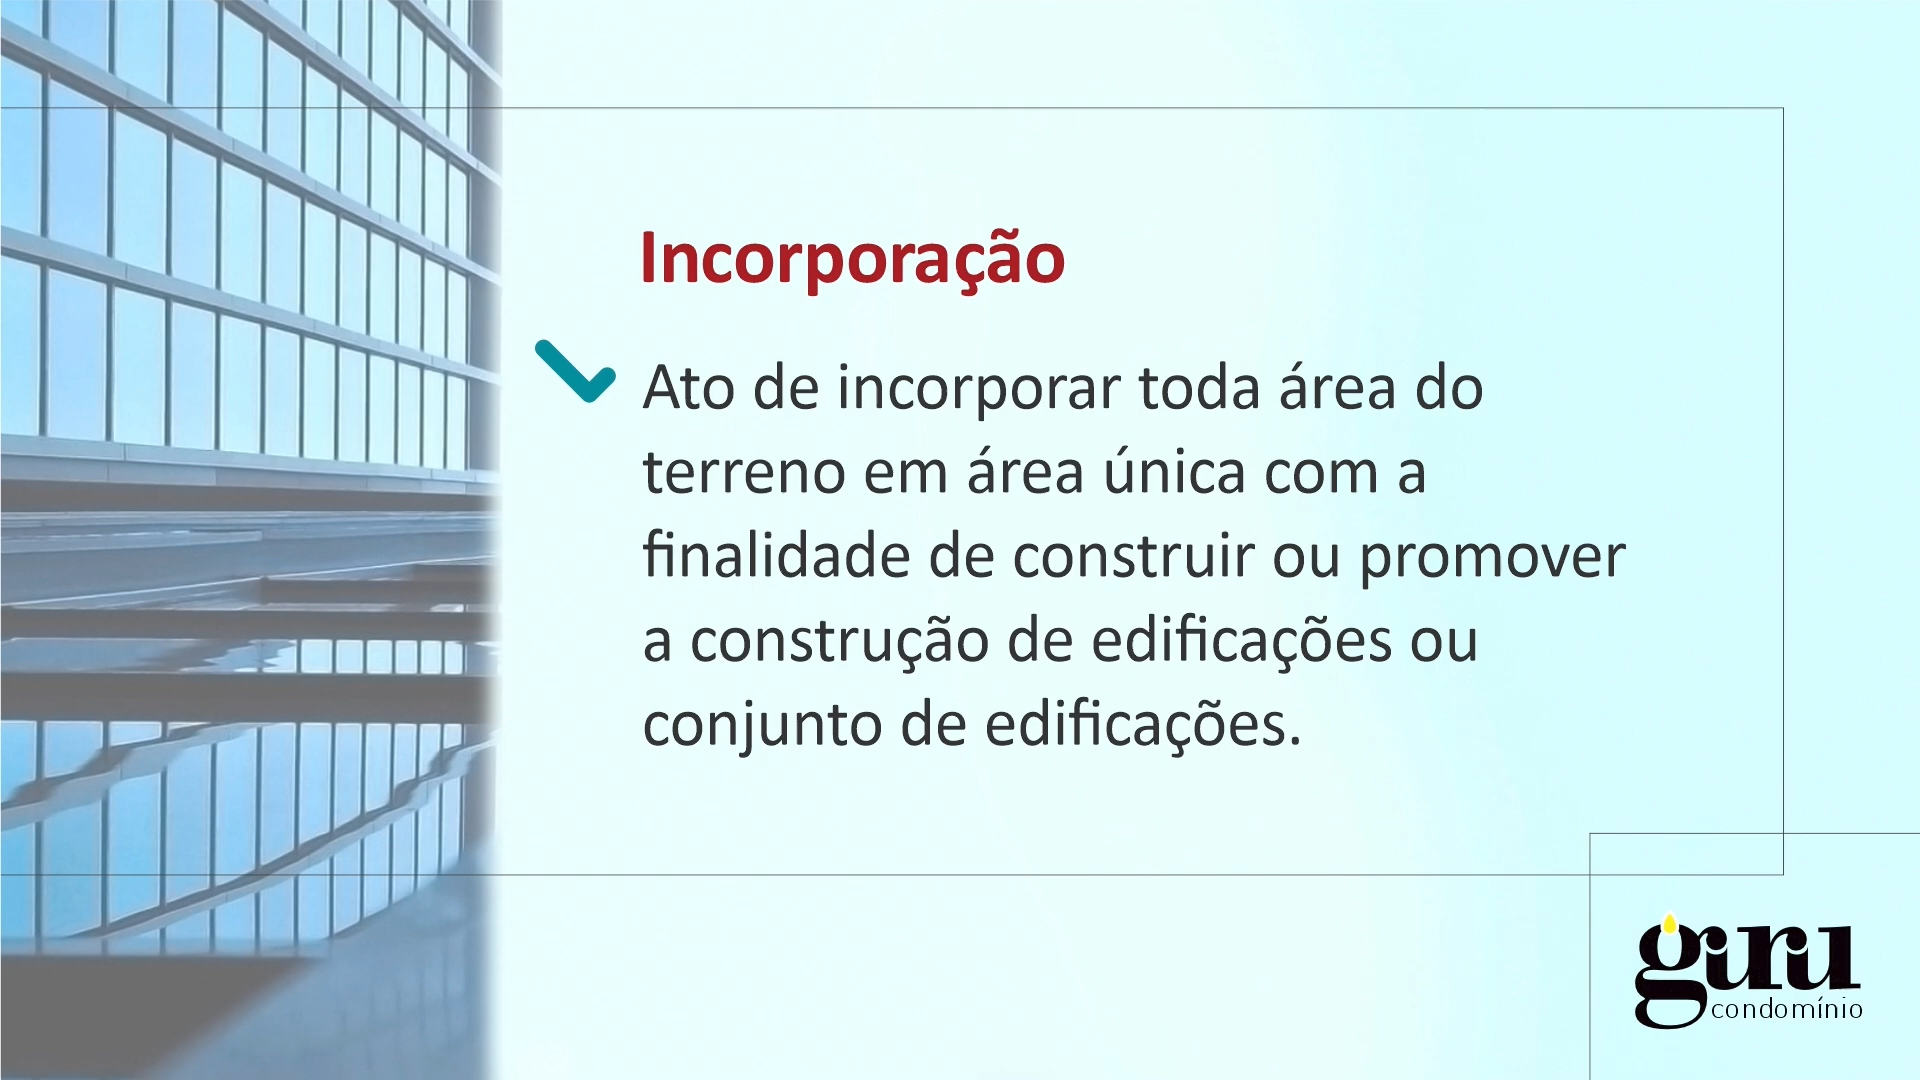 Incorporação
Ato de incorporar toda área do
terreno em área única com a
finalidade de construir ou promover
a construção de edificações ou
conjunto de edificações.
guru
condomínio